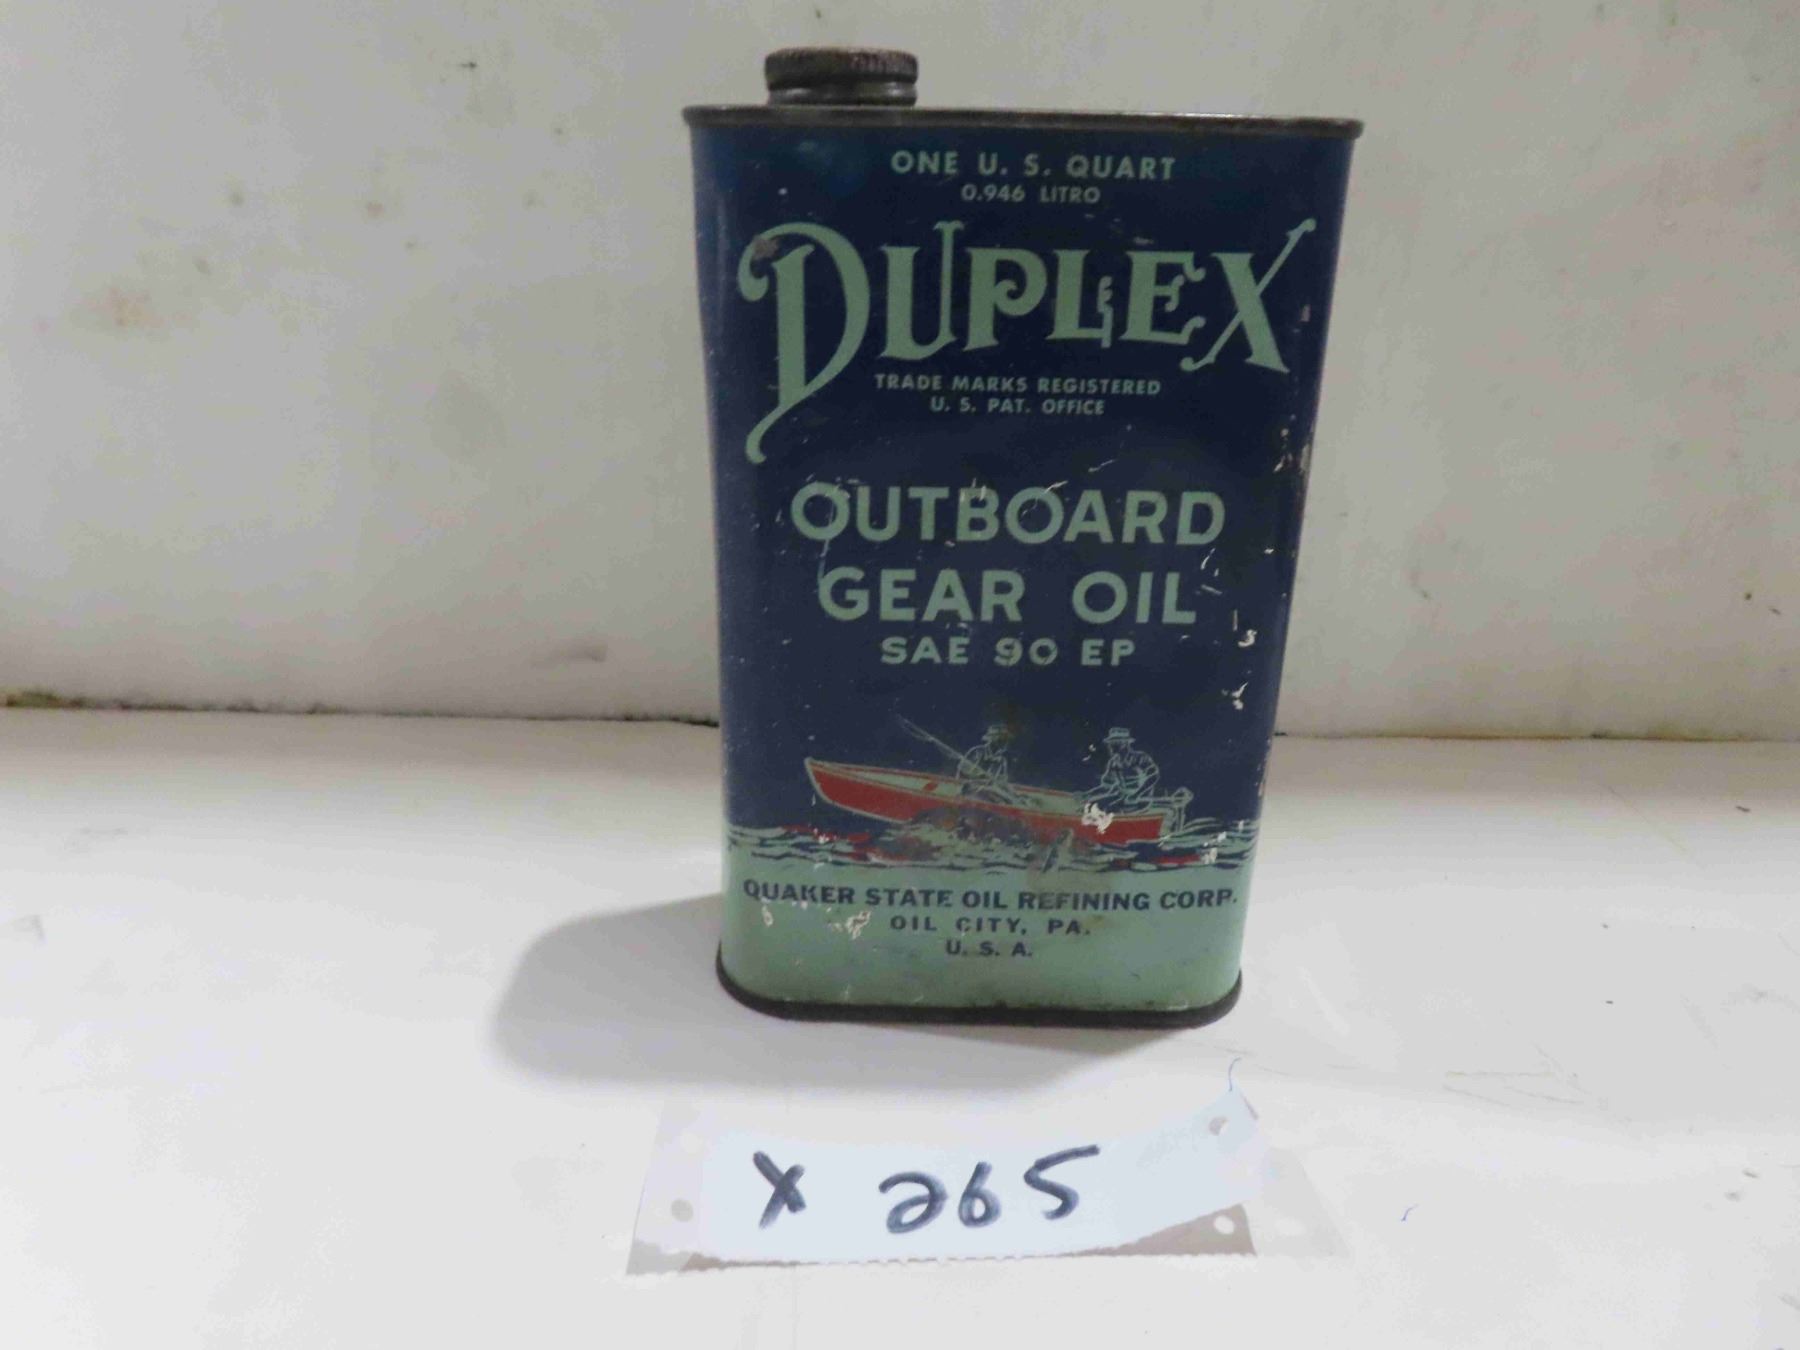 ONE U. S. QUART
0.946 LITRO
DUPLEX
TRADE MARKS REGISTERED
U. S. PAT. OFFICE
OUTBOARD
GEAR OIL
SAE 90 EP
QUAKER STATE OIL REFINING CORP.
OIL CITY, PA.
U. S. A.
X 265